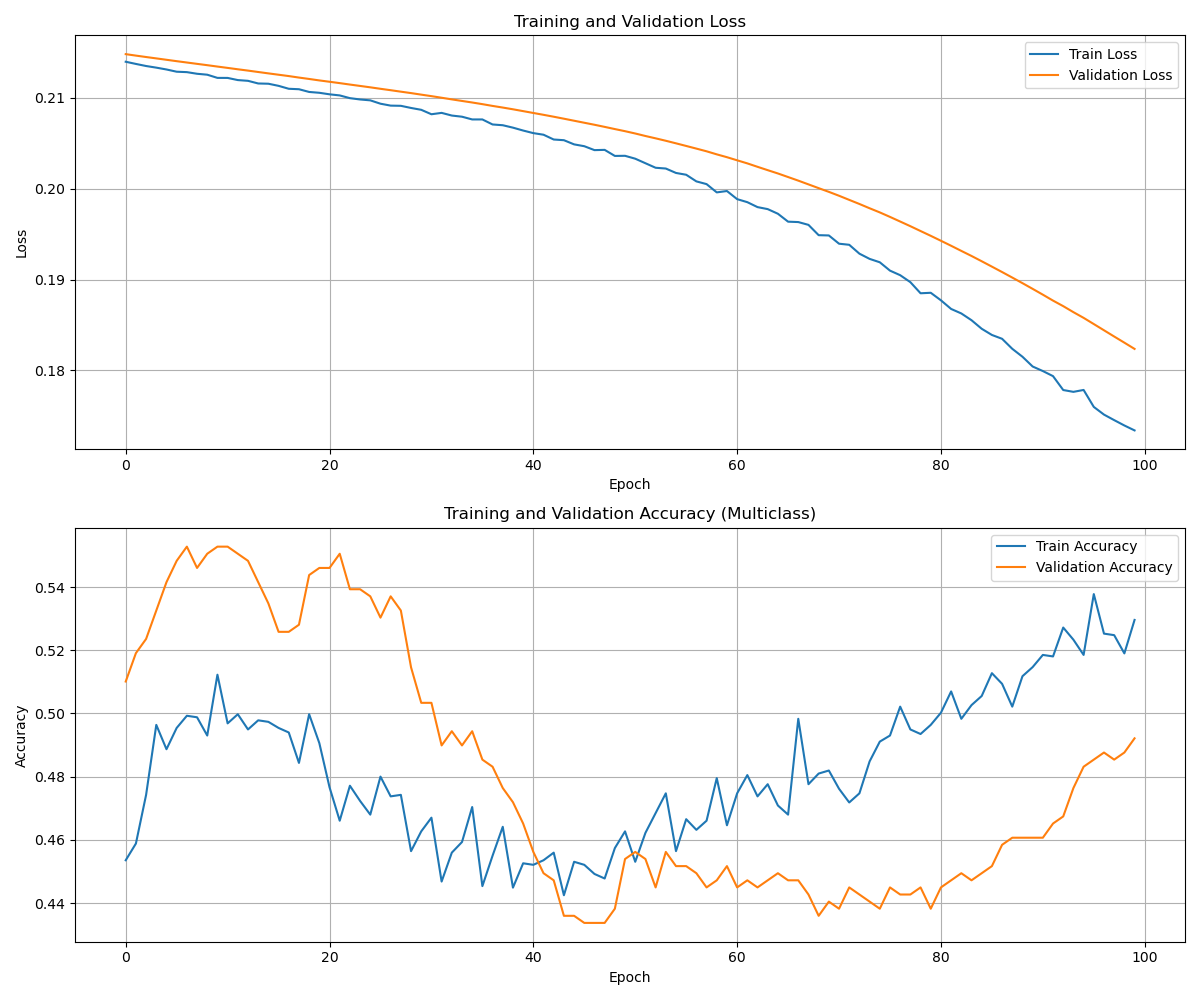 Training and Validation Loss
Train Loss
Validation Loss
0.21
0.20
0.19
0.18
Loss
0 20 40 60 80 100
Epoch
Training and Validation Accuracy (Multiclass)
Train Accuracy
Validation Accuracy
0.54
0.52
0.50
0.48
0.46
0.44
Accuracy
0 20 40 60 80 100
Epoch